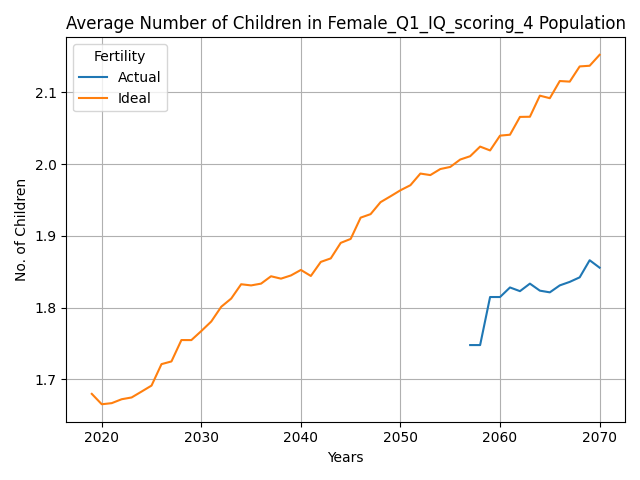 Average Number of Children in Female_Q1_IQ_scoring_4 Population
Fertility
Actual
Ideal
No. of Children
2.1
2.0
1.9
1.8
1.7
2020 2030 2040 2050 2060 2070
Years